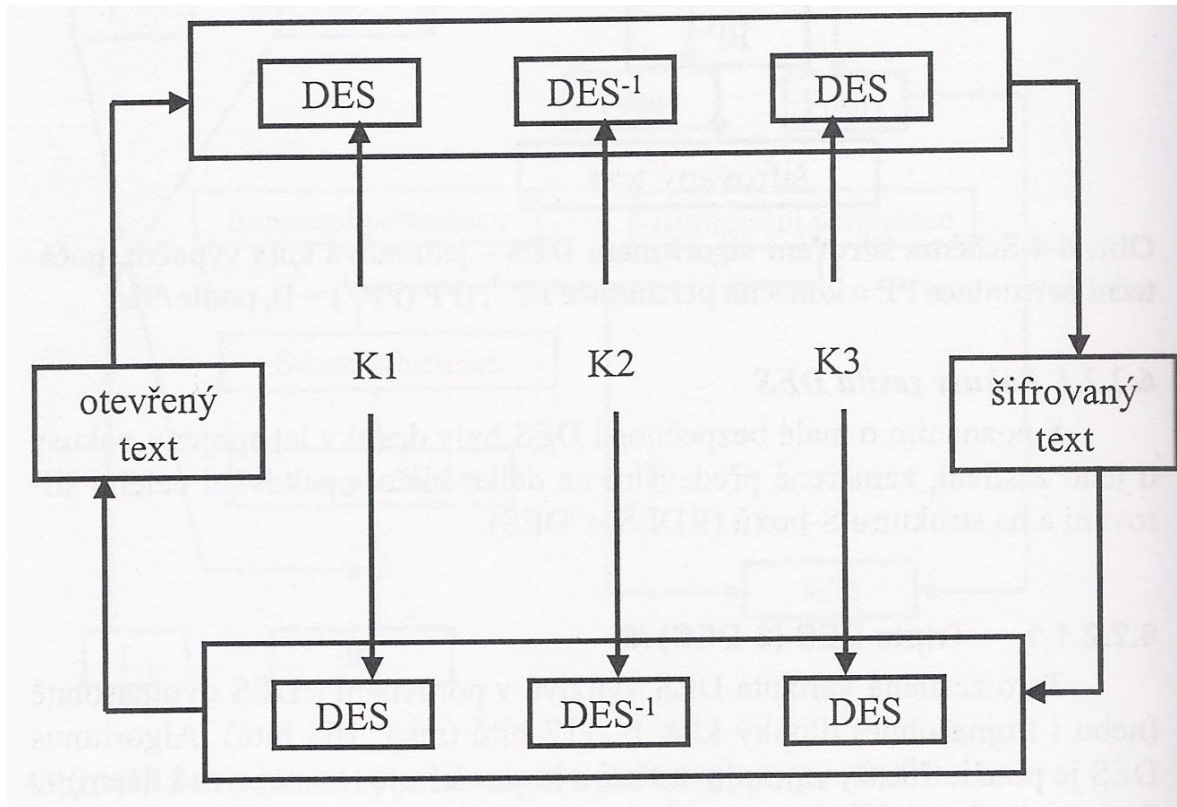 DES
DES-1
DES
K1
K2
K3
otevřený
text
šifrovaný
text
DES
DES-1
DES